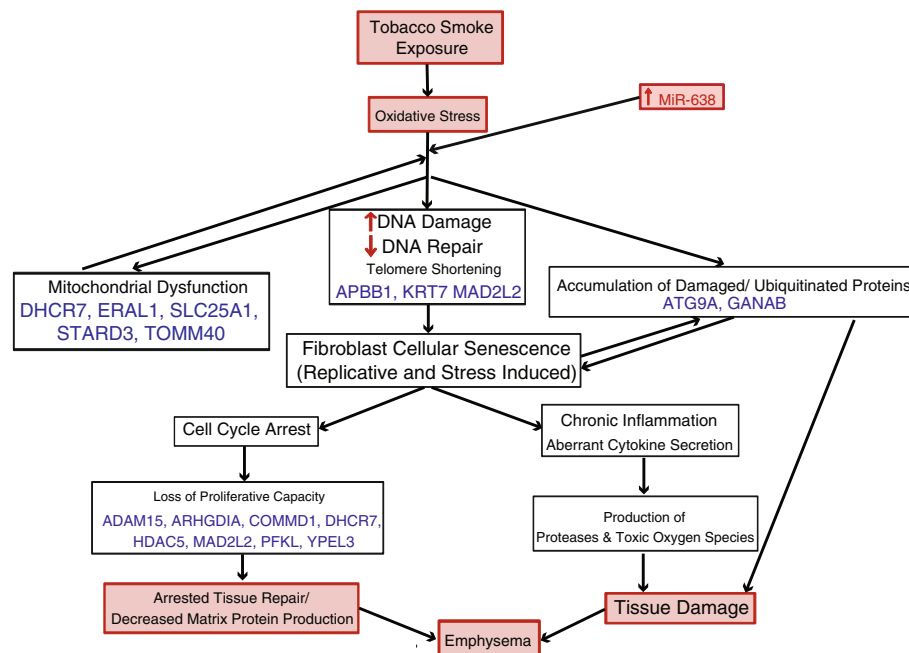 Tobacco Smoke
Exposure
↑ MiR-638
Oxidative Stress
↑DNA Damage
↓ DNA Repair
Telomere Shortening
APBB1, KRT7 MAD2L2
Mitochondrial Dysfunction
DHCR7, ERAL1, SLC25A1,
STARD3, TOMM40
Accumulation of Damaged/ Ubiquitinated Proteins
ATG9A, GANAB
Fibroblast Cellular Senescence
(Replicative and Stress Induced)
Cell Cycle Arrest
Chronic Inflammation
Aberrant Cytokine Secretion
Loss of Proliferative Capacity
ADAM15, ARHGDIA, COMMD1, DHCR7,
HDAC5, MAD2L2, PFKL, YPEL3
Production of
Proteases & Toxic Oxygen Species
Arrested Tissue Repair/
Decreased Matrix Protein Production
Tissue Damage
Emphysema